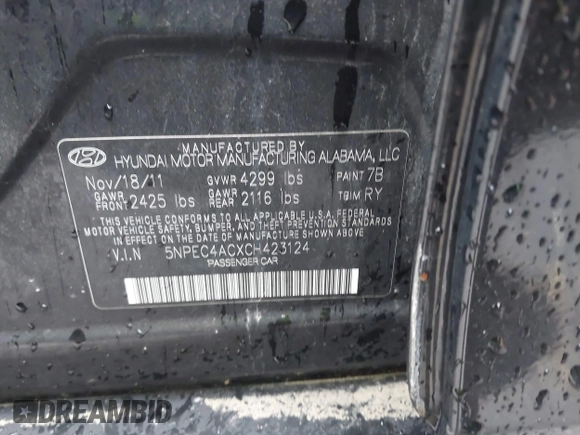 MANUFACTURED BY
HYUNDAI MOTOR MANUFACTURING ALABAMA, LLC
Nov/18/11 GVWR 4299 lbs PAINT 7B
GAWR FRONT 2425 lbs GAWR REAR 2116 lbs TRIM RY
THIS VEHICLE CONFORMS TO ALL APPLICABLE U.S.A. FEDERAL
MOTOR VEHICLE SAFETY, BUMPER, AND THEFT PREVENTION STANDARDS
IN EFFECT ON THE DATE OF MANUFACTURE SHOWN ABOVE.
V.I.N 5NPEC4ACXCH423124
PASSENGER CAR
DREAMBID